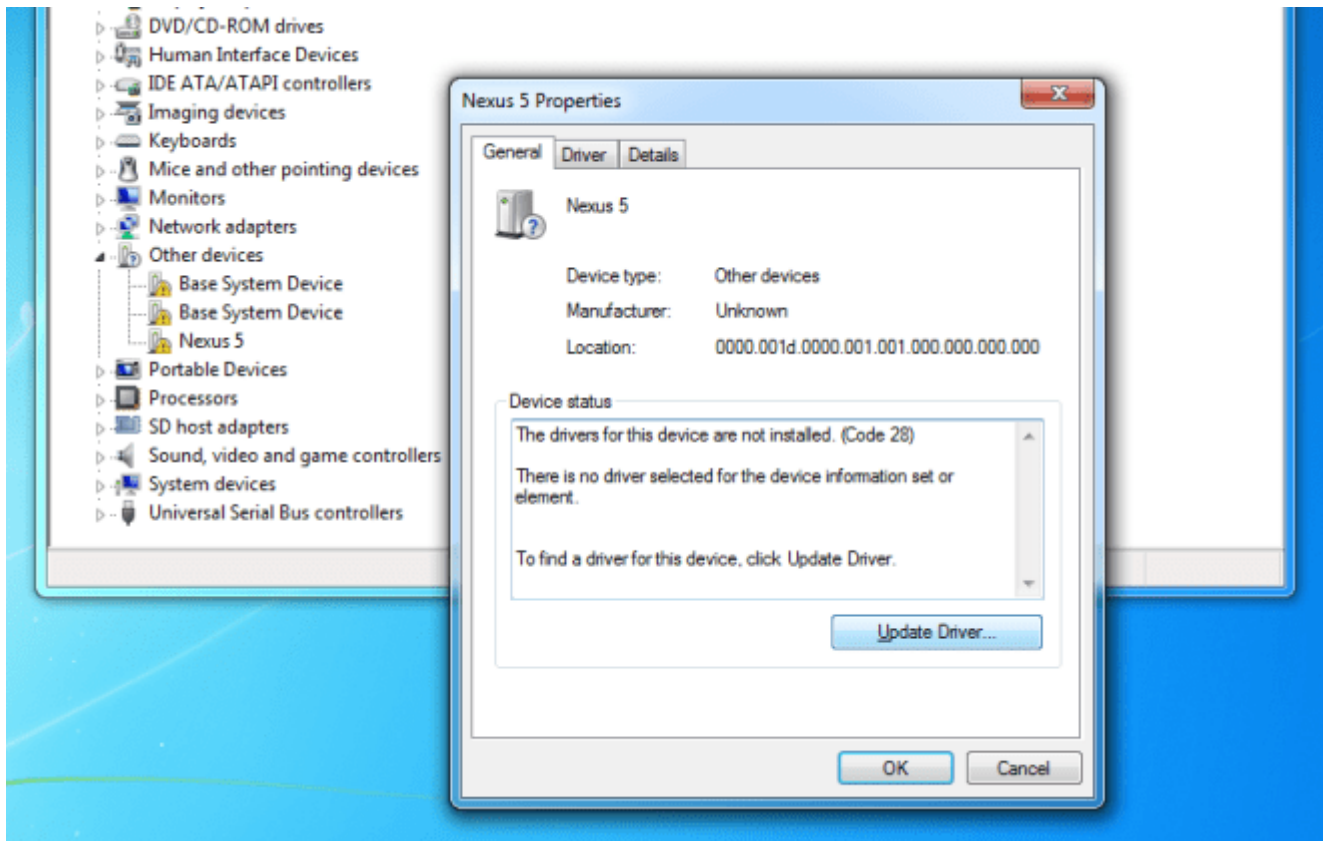 DVD/CD-ROM drives
Human Interface Devices
IDE ATA/ATAPI controllers
Imaging devices
Keyboards
Mice and other pointing devices
Monitors
Network adapters
Other devices
Base System Device
Base System Device
Nexus 5
Portable Devices
Processors
SD host adapters
Sound, video and game controllers
System devices
Universal Serial Bus controllers
Nexus 5 Properties
General Driver Details
Nexus 5
Device type: Other devices
Manufacturer: Unknown
Location: 0000.001d.0000.001.001.000.000.000.000
Device status
The drivers for this device are not installed. (Code 28)
There is no driver selected for the device information set or
element.
To find a driver for this device, click Update Driver.
Update Driver...
OK Cancel